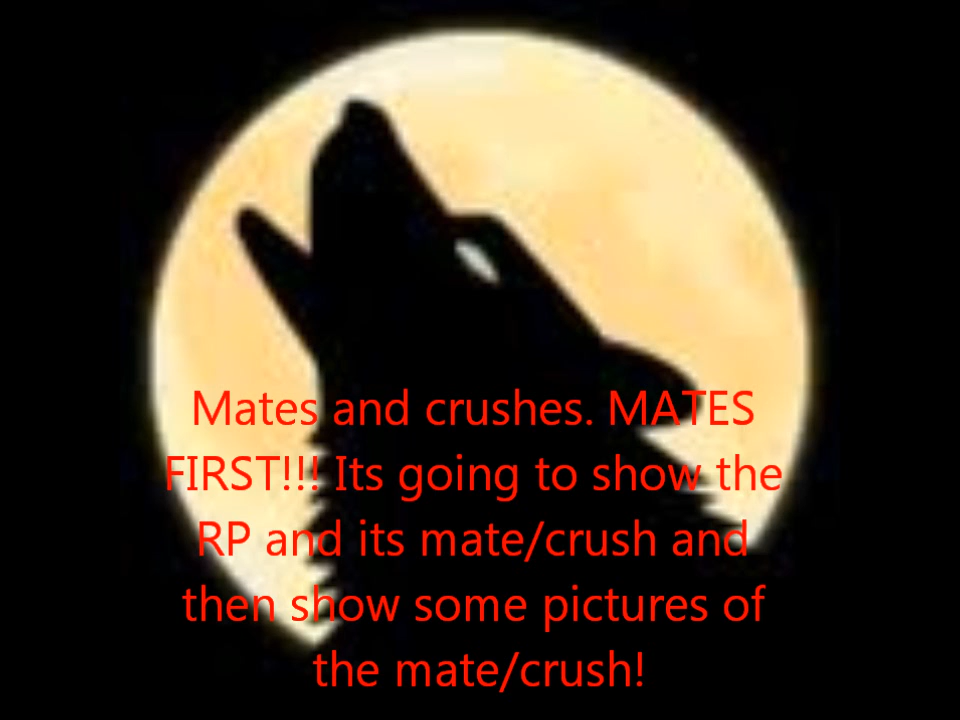 Mates and crushes. MATES
FIRST!!! Its going to show the
RP and its mate/crush and
then show some pictures of
the mate/crush!